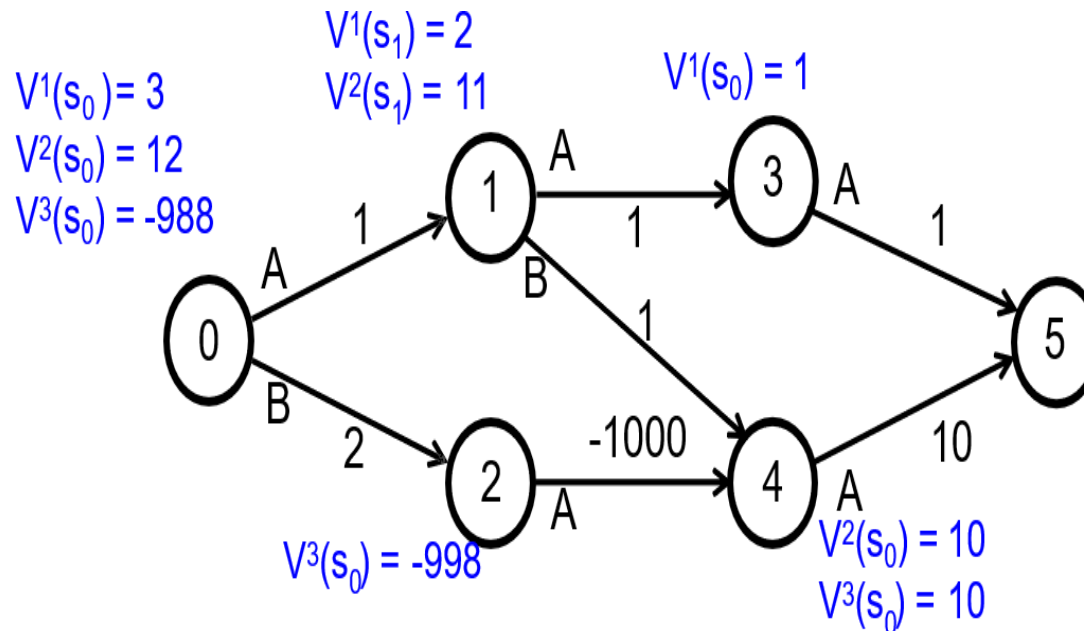 V¹(s₁) = 2
V²(s₁) = 11
V¹(s₀) = 1
V¹(s₀) = 3
V²(s₀) = 12
V³(s₀) = -988
A
1
A
1
3
A
1
1
B
1
A
0
B
2
5
-1000
10
2
A
4
A
V³(s₀) = -998
V²(s₀) = 10
V³(s₀) = 10